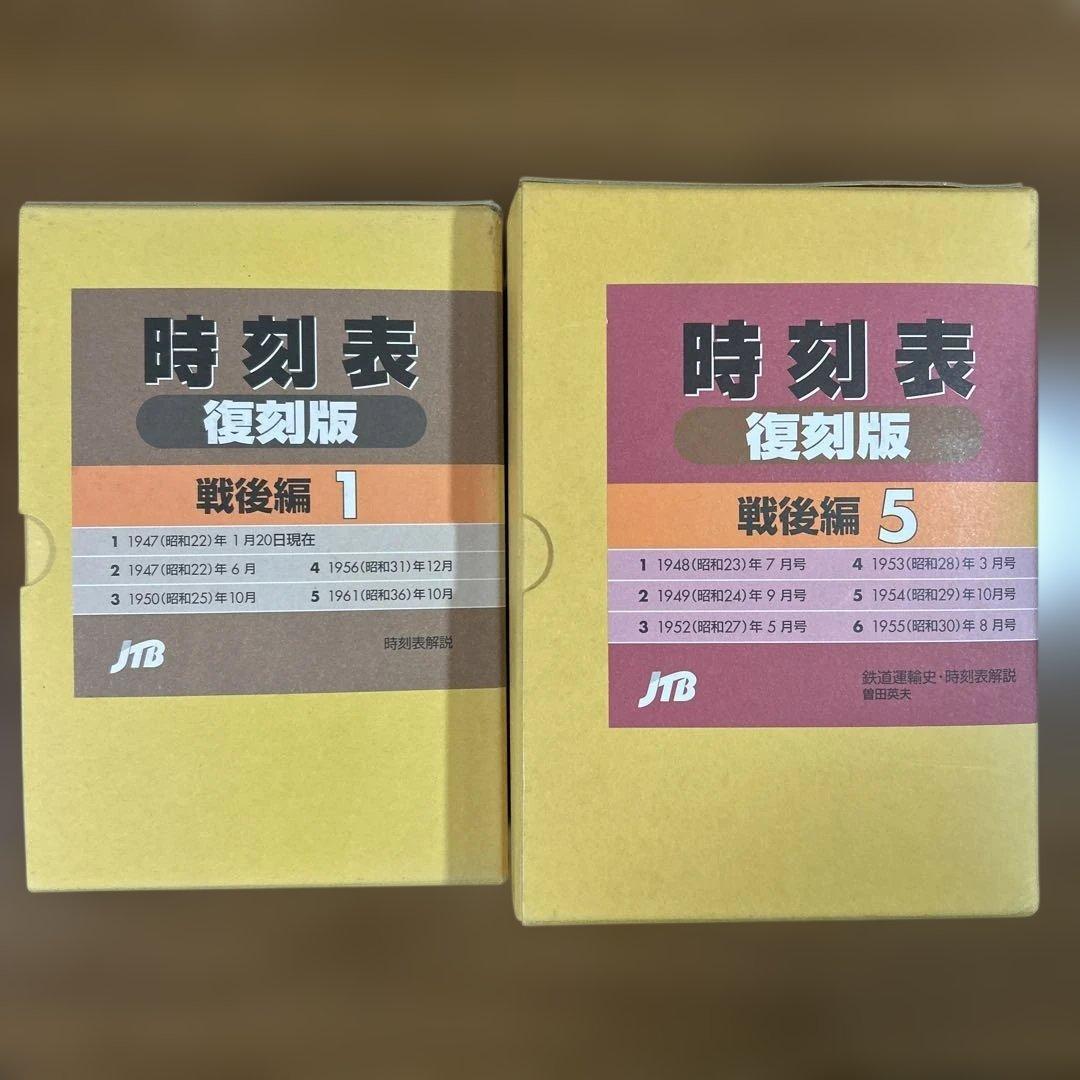 時刻表
復刻版
戦後編 1
1 1947(昭和22)年 1月20日現在
2 1947(昭和22)年 6月
4 1956(昭和31)年12月
3 1950(昭和25)年10月
5 1961(昭和36)年10月
JTB
時刻表解説
時刻表
復刻版
戦後編 5
1 1948(昭和23)年 7月号
4 1953(昭和28)年 3月号
2 1949(昭和24)年 9月号
5 1954(昭和29)年10月号
3 1952(昭和27)年 5月号
6 1955(昭和30)年 8月号
JTB
鉄道運輸史・時刻表解説
曽田英夫